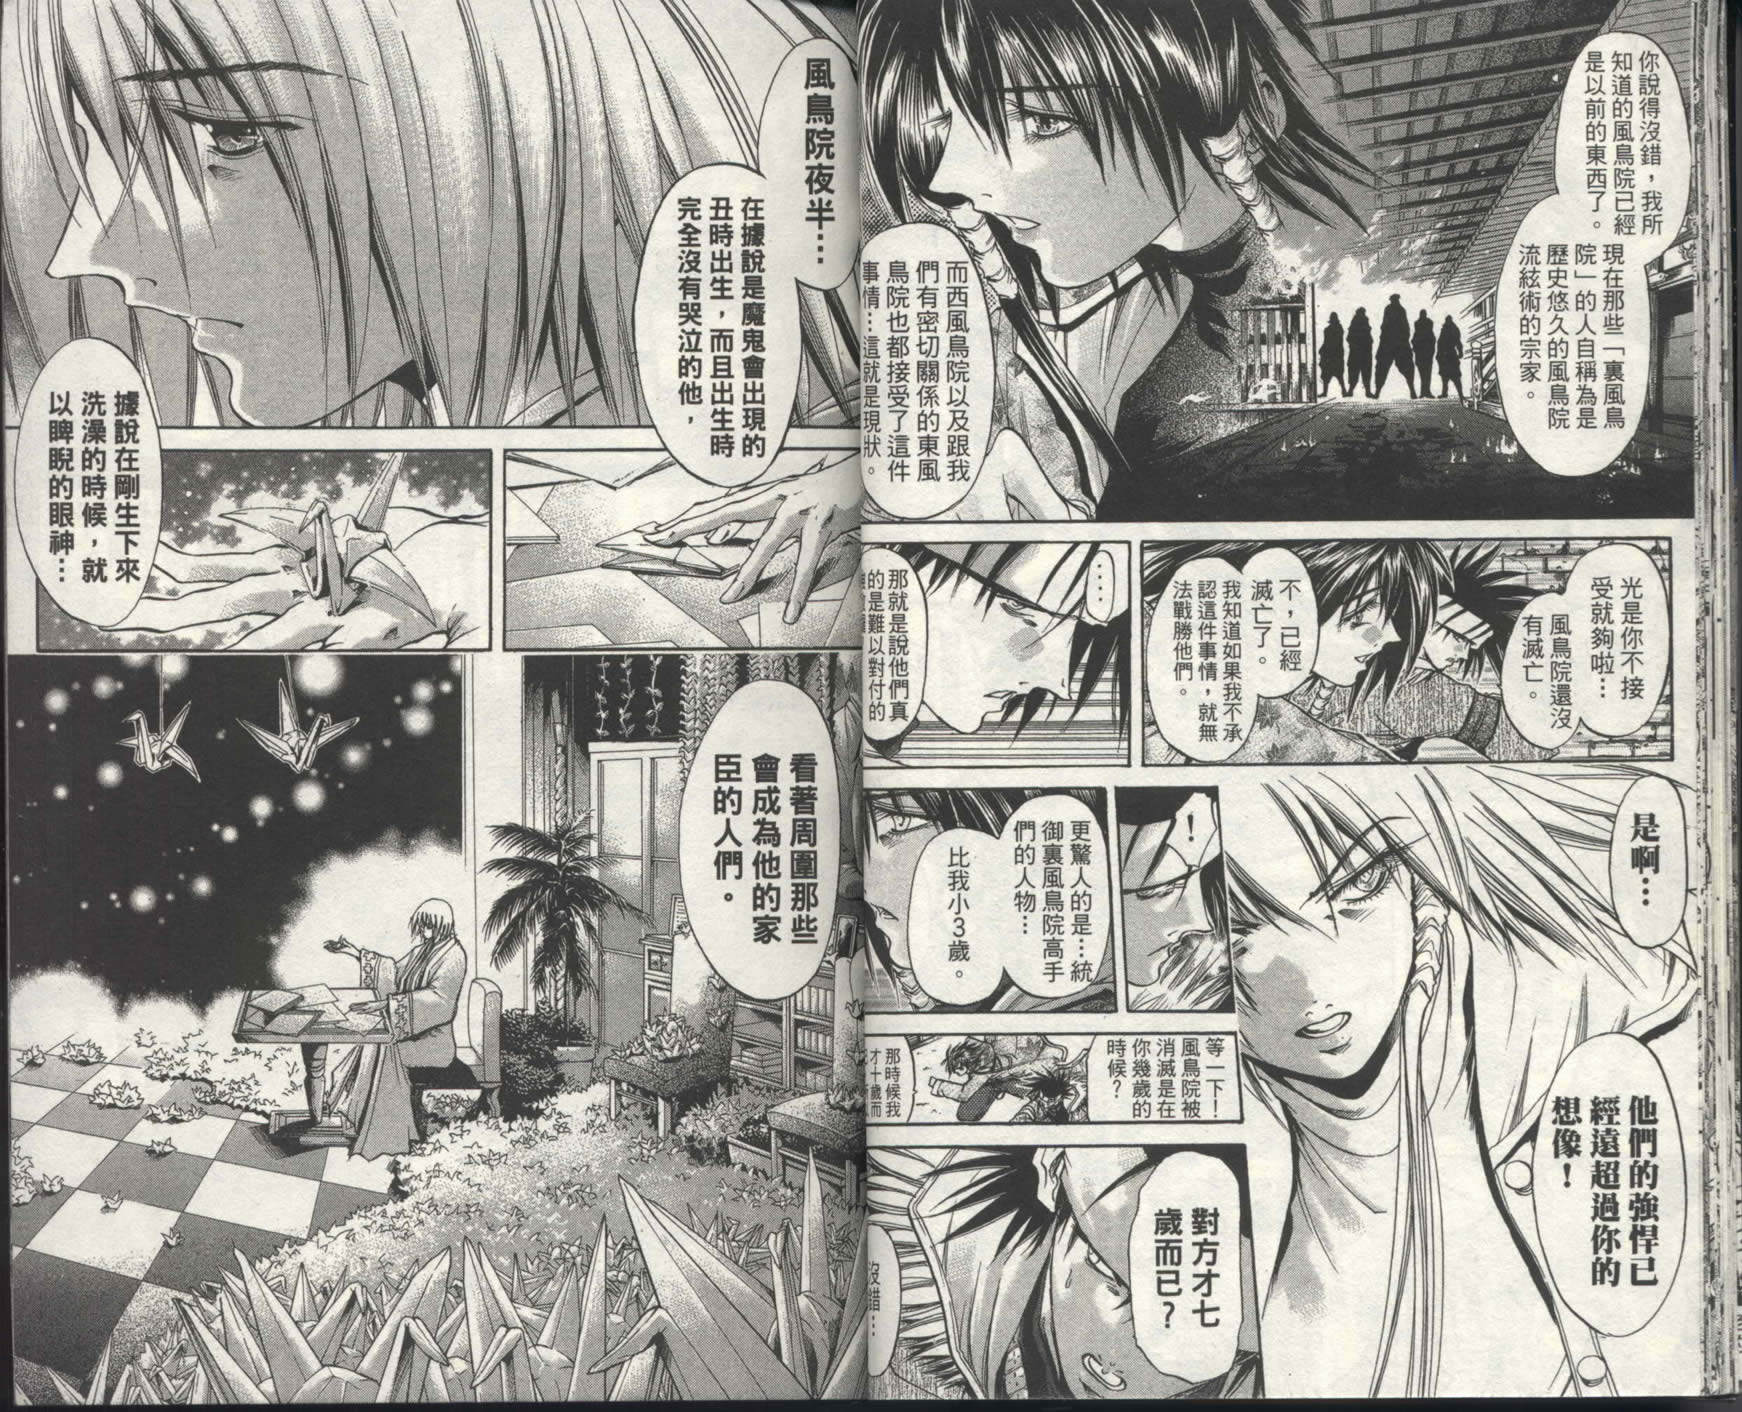 你說得沒錯，我所
知道的風鳥院已經
是以前的東西了。
現在那些「裏風鳥
院」的人自稱為是
歷史悠久的風鳥院
流絃術的宗家。
而西風鳥院以及跟我
們有密切關係的東風
鳥院也都接受了這件
事情…這就是現狀。
光是你不接
受就夠啦…
風鳥院還沒
有滅亡。
不，已經
滅亡了。
我知道如果我不承
認這件事情，就無
法戰勝他們。
……
那就是說他們真
的是難以對付的
是啊…
他們的強悍已
經遠超過你的
想像！
！
更驚人的是…統
御裏風鳥院高手
們的人物…
比我小3歲。
等一下！
風鳥院被
消滅是在
你幾歲的
時候？
那時候我
才十歲而
對方才七
歲而已？
沒錯…
風鳥院夜半…
在據說是魔鬼會出現的
丑時出生，而且出生時
完全沒有哭泣的他，
據說在剛生下來
洗澡的時候，就
以睥睨的眼神…
看著周圍那些
會成為他的家
臣的人們。